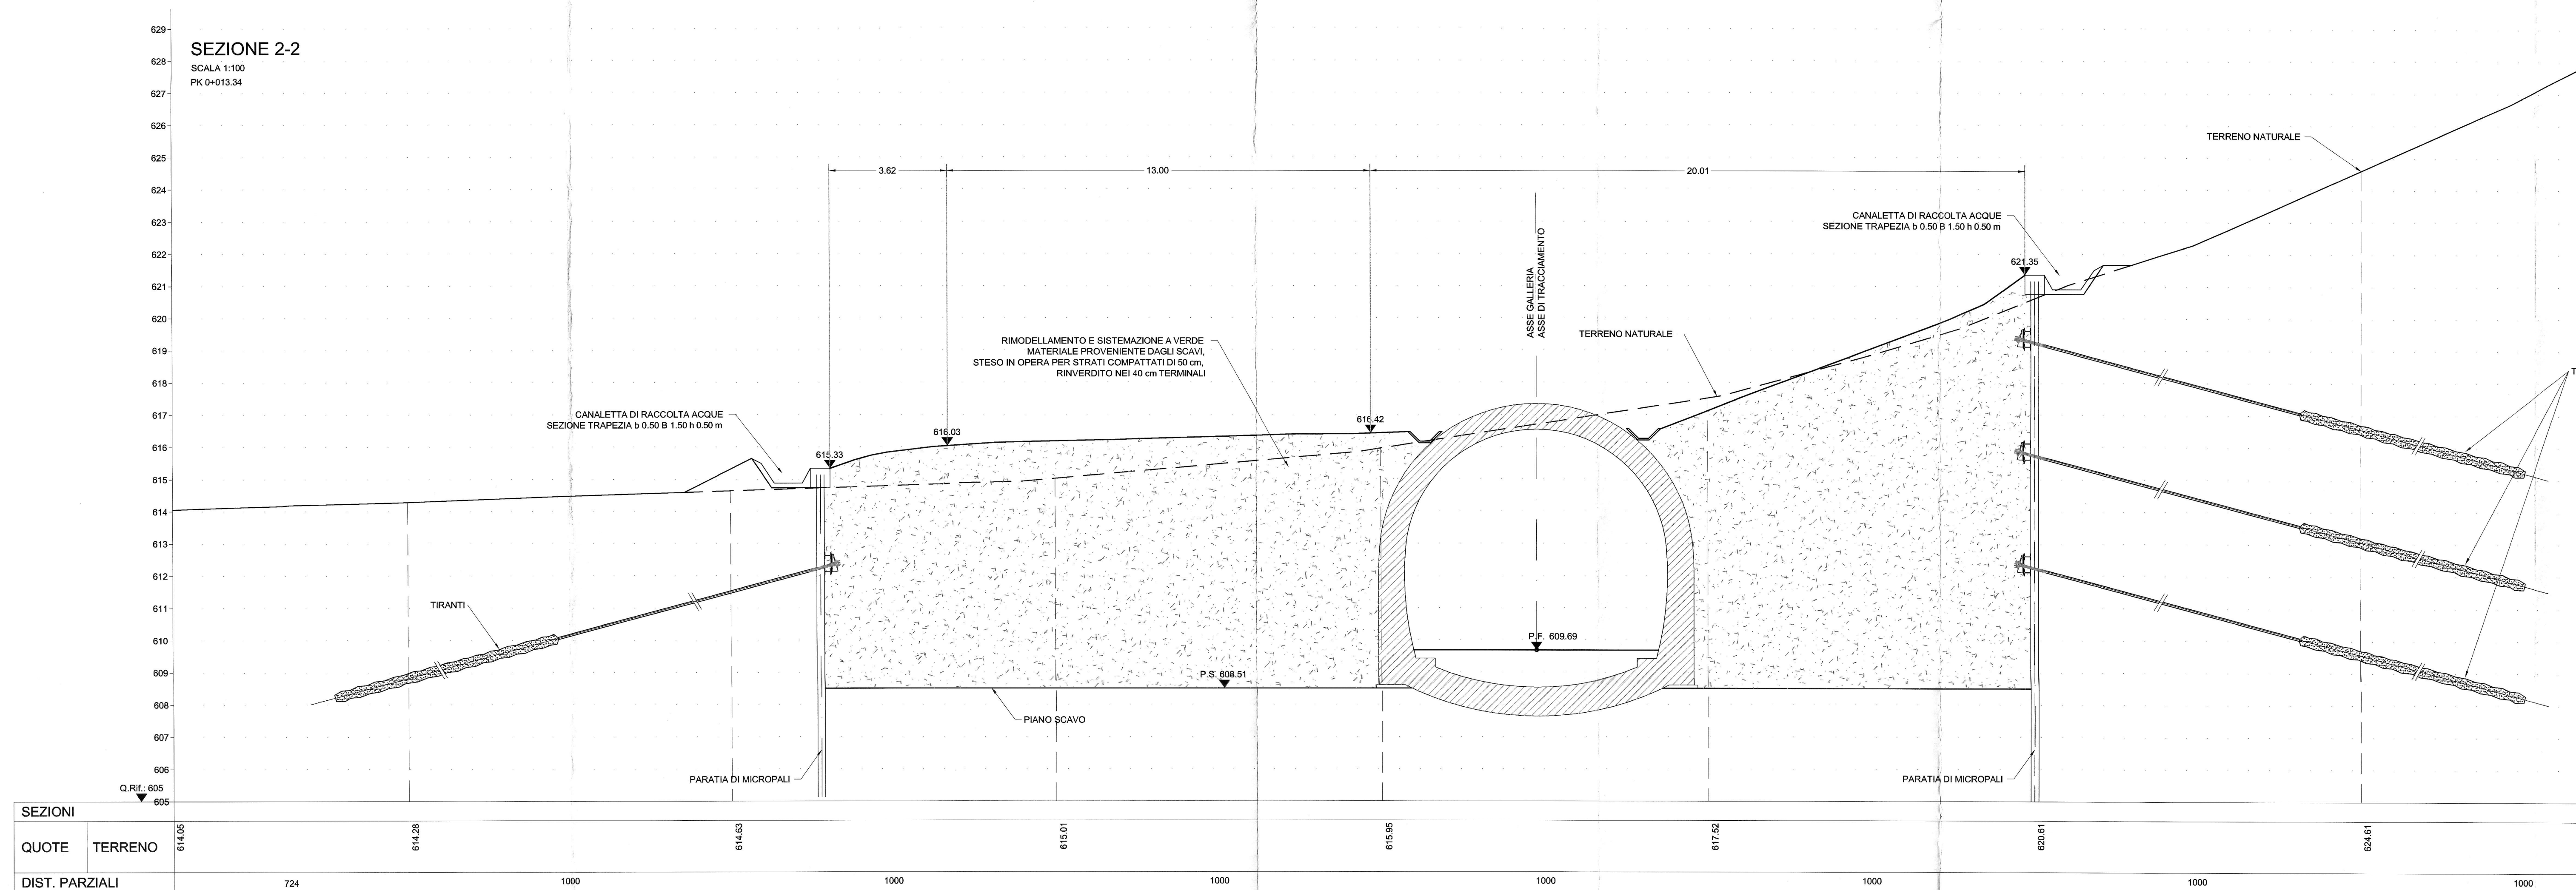 SEZIONE 2-2
SCALA 1:100
PK 0+013.34
629
628
627
626
625
624
623
622
621
620
619
618
617
616
615
614
613
612
611
610
609
608
607
606
605
Q.Rif.: 605
3.62
13.00
20.01
TERRENO NATURALE
CANALETTA DI RACCOLTA ACQUE
SEZIONE TRAPEZIA b 0.50 B 1.50 h 0.50 m
621.35
ASSE GALLERIA
ASSE DI TRACCIAMENTO
TERRENO NATURALE
RIMODELLAMENTO E SISTEMAZIONE A VERDE
MATERIALE PROVENIENTE DAGLI SCAVI,
STESO IN OPERA PER STRATI COMPATTATI DI 50 cm,
RINVERDITO NEI 40 cm TERMINALI
CANALETTA DI RACCOLTA ACQUE
SEZIONE TRAPEZIA b 0.50 B 1.50 h 0.50 m
615.33
616.03
616.42
TIRANTI
P.F. 609.69
P.S. 608.51
PIANO SCAVO
PARATIA DI MICROPALI
PARATIA DI MICROPALI
SEZIONI
QUOTE TERRENO 614.05 614.28 614.63 615.01 615.95 617.52 620.61 624.61
DIST. PARZIALI 724 1000 1000 1000 1000 1000 1000 1000